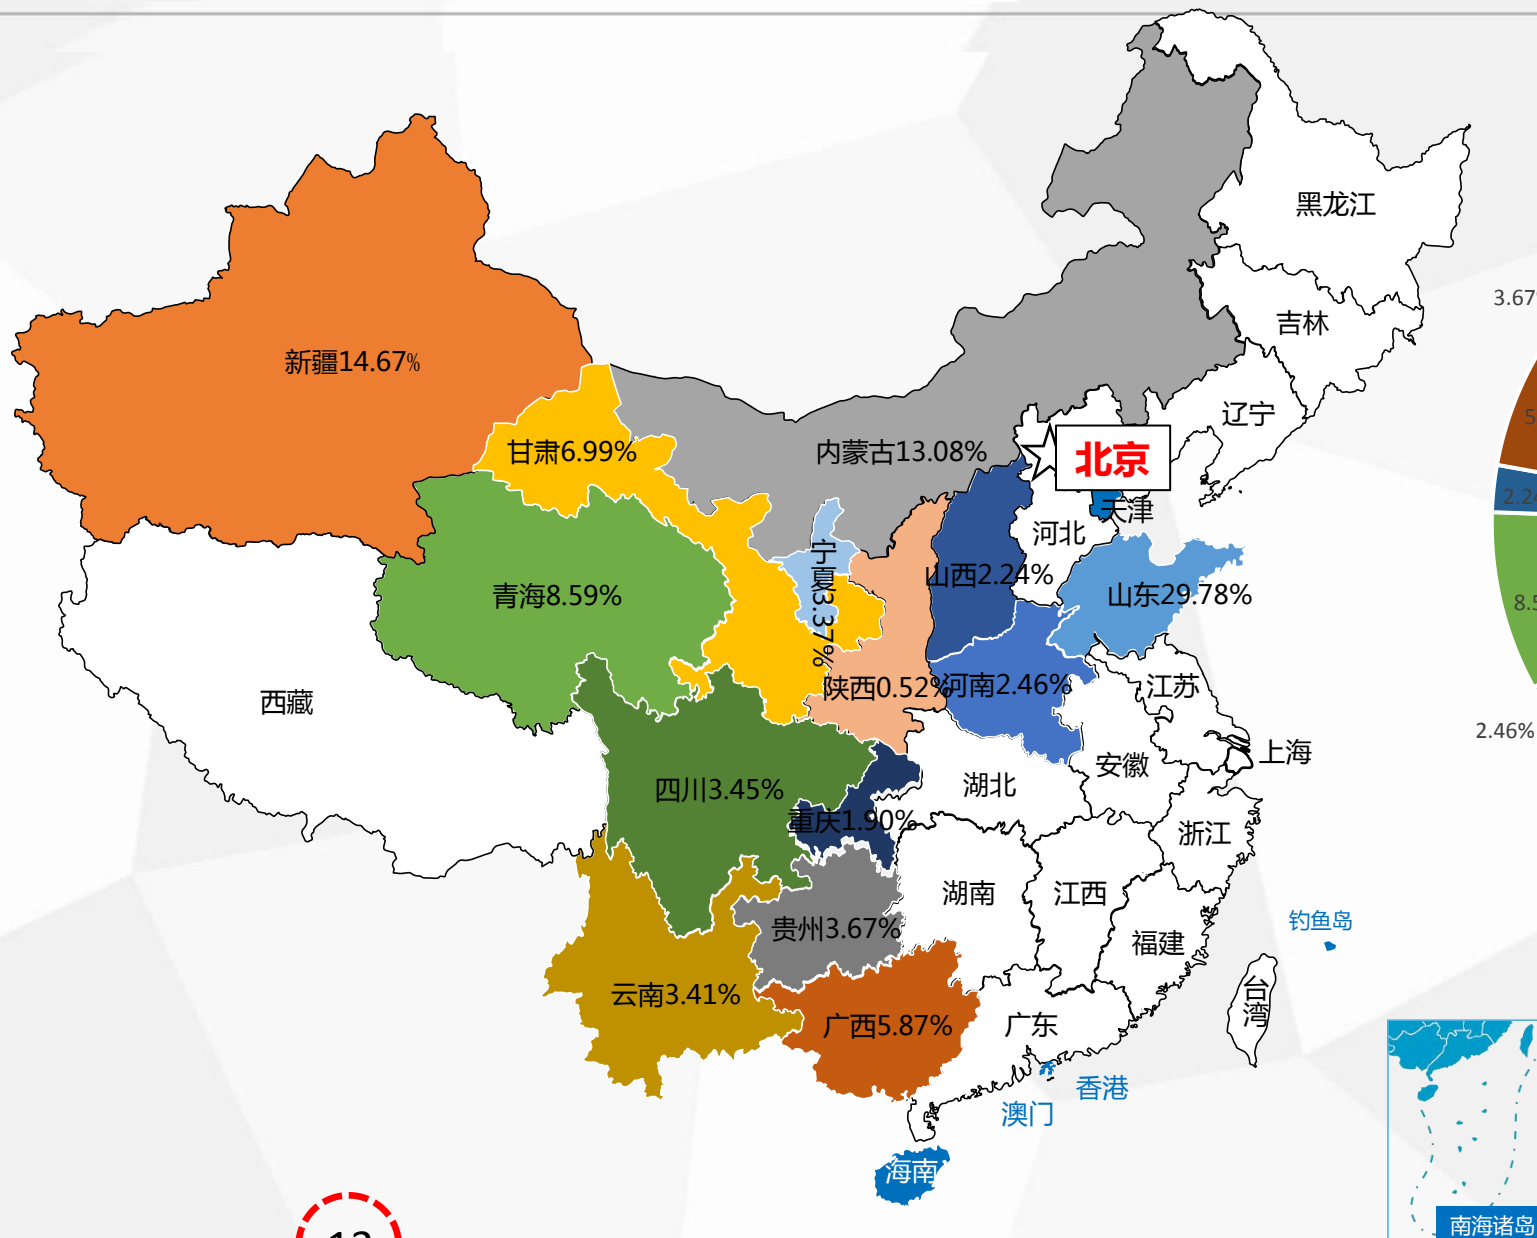 黑龙江
3.67
吉林
新疆14.67%
辽宁
甘肃6.99%
内蒙古13.08%
北京
天津
河北
宁夏3.37%
山西2.24%
青海8.59%
山东29.78%
西藏
陕西0.52%
河南2.46%
江苏
2.46%
上海
安徽
四川3.45%
湖北
重庆1.90%
浙江
湖南
江西
贵州3.67%
钓鱼岛
福建
云南3.41%
台湾
广西5.87%
广东
香港
澳门
海南
南海诸岛